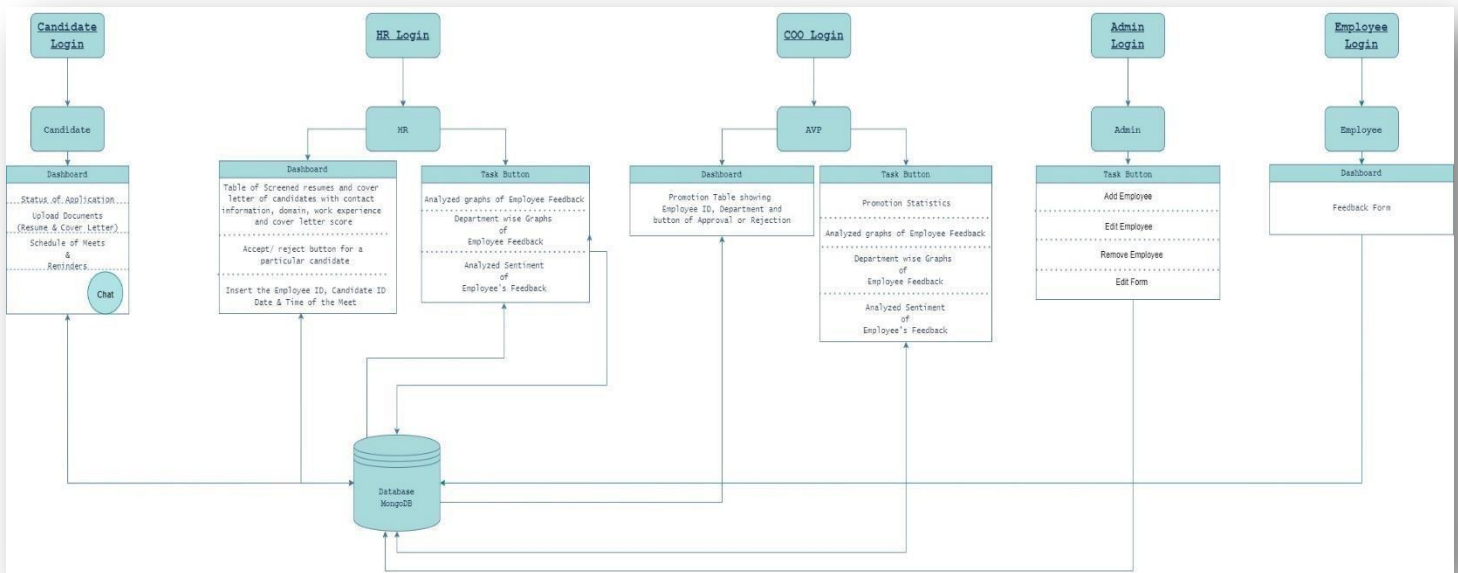 Candidate
Login
HR Login
COO Login
Admin
Login
Employee
Login
Candidate
HR
AVP
Admin
Employee
Dashboard
Status of Application
Upload Documents
(Resume & Cover Letter)
Schedule of Meets
&
Reminders
Chat
Dashboard
Table of Screened resumes and cover
letter of candidates with contact
information, domain, work experience
and cover letter score
Accept/ reject button for a
particular candidate
Insert the Employee ID, Candidate ID
Date & Time of the Meet
Task Button
Analyzed graphs of Employee Feedback
Department wise Graphs
of
Employee Feedback
Analyzed Sentiment
of
Employee's Feedback
Dashboard
Promotion Table showing
Employee ID, Department and
button of Approval or Rejection
Task Button
Promotion Statistics
Analyzed graphs of Employee Feedback
Department wise Graphs
of
Employee Feedback
Analyzed Sentiment
of
Employee's Feedback
Task Button
Add Employee
Edit Employee
Remove Employee
Edit Form
Dashboard
Feedback Form
Database
MongoDB